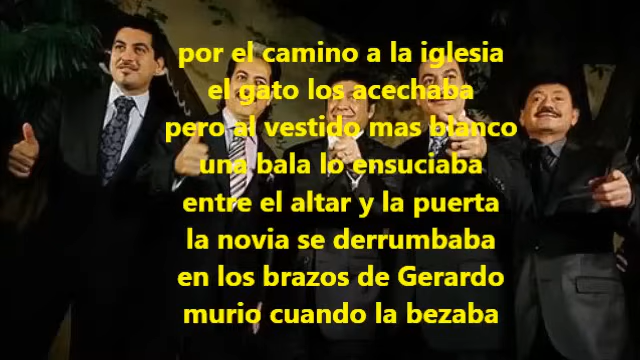 por el camino a la iglesia
el gato los acechaba
pero al vestido mas blanco
una bala lo ensuciaba
entre el altar y la puerta
la novia se derrumbaba
en los brazos de Gerardo
murio cuando la bezaba